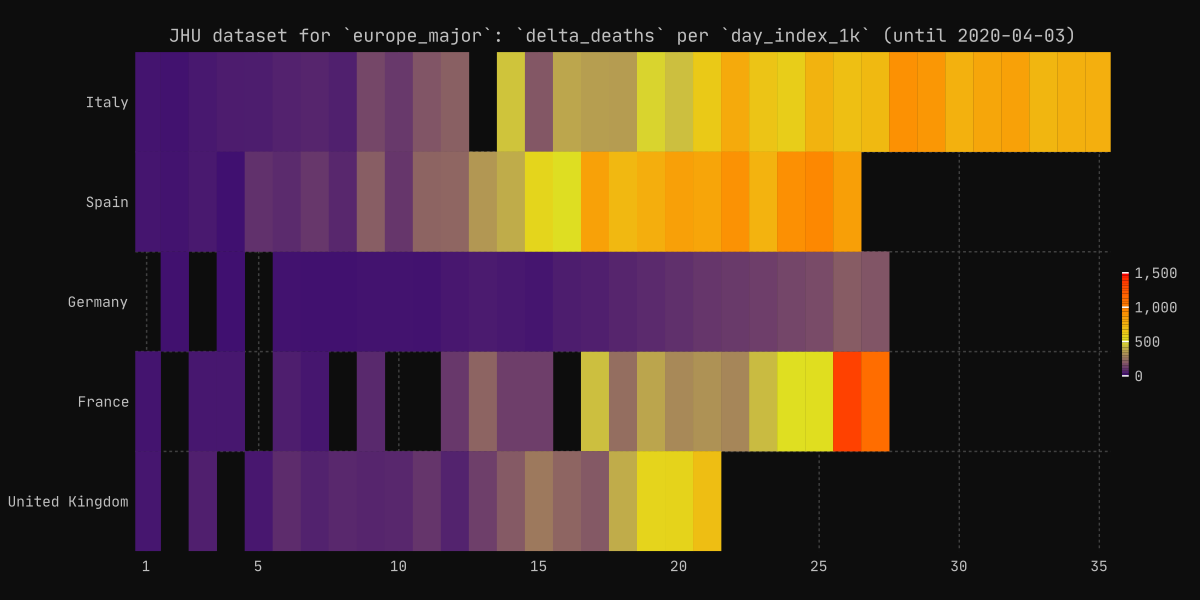 JHU dataset for `europe_major`: `delta_deaths` per `day_index_1k` (until 2020-04-03)
Italy
Spain
Germany
France
United Kingdom
1,500
1,000
500
0
1 5 10 15 20 25 30 35